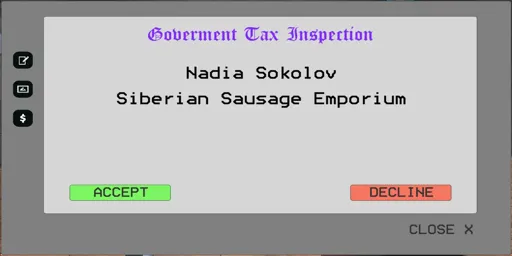 Goverment Tax Inspection
Nadia Sokolov
Siberian Sausage Emporium
$
ACCEPT
DECLINE
CLOSE X